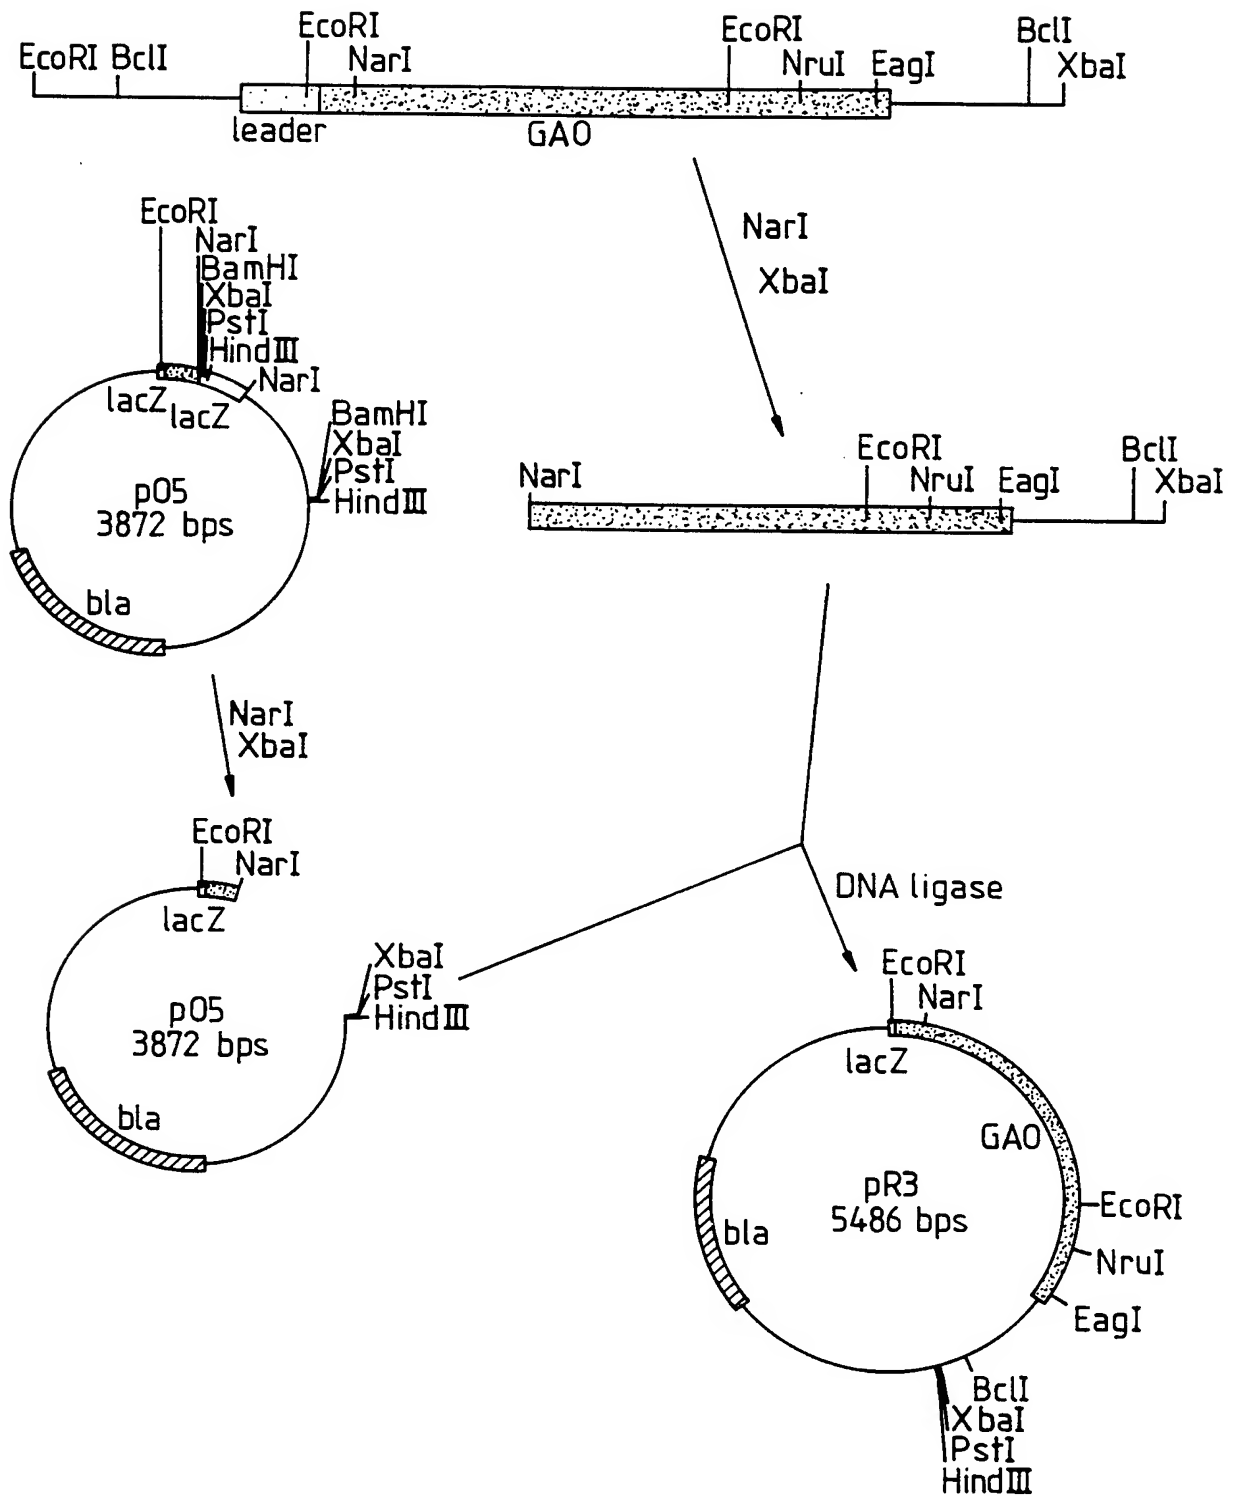 EcoRI BclI
EcoRI
NarI
EcoRI
NruI EagI
BclI
XbaI
leader
GAO
NarI
XbaI
EcoRI
NarI
BamHI
XbaI
PstI
HindIII
NarI
lacZ lacZ
BamHI
XbaI
PstI
HindIII
pO5
3872 bps
bla
NarI
EcoRI
NruI EagI
BclI
XbaI
NarI
XbaI
EcoRI
NarI
lacZ
XbaI
PstI
HindIII
pO5
3872 bps
bla
DNA ligase
EcoRI
NarI
lacZ
GAO
pR3
5486 bps
bla
EcoRI
NruI
EagI
BclI
XbaI
PstI
HindIII